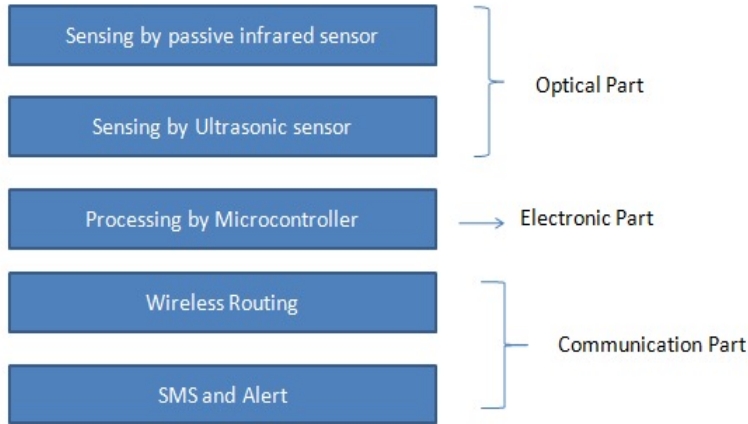 Sensing by passive infrared sensor
Optical Part
Sensing by Ultrasonic sensor
Processing by Microcontroller
Electronic Part
Wireless Routing
Communication Part
SMS and Alert